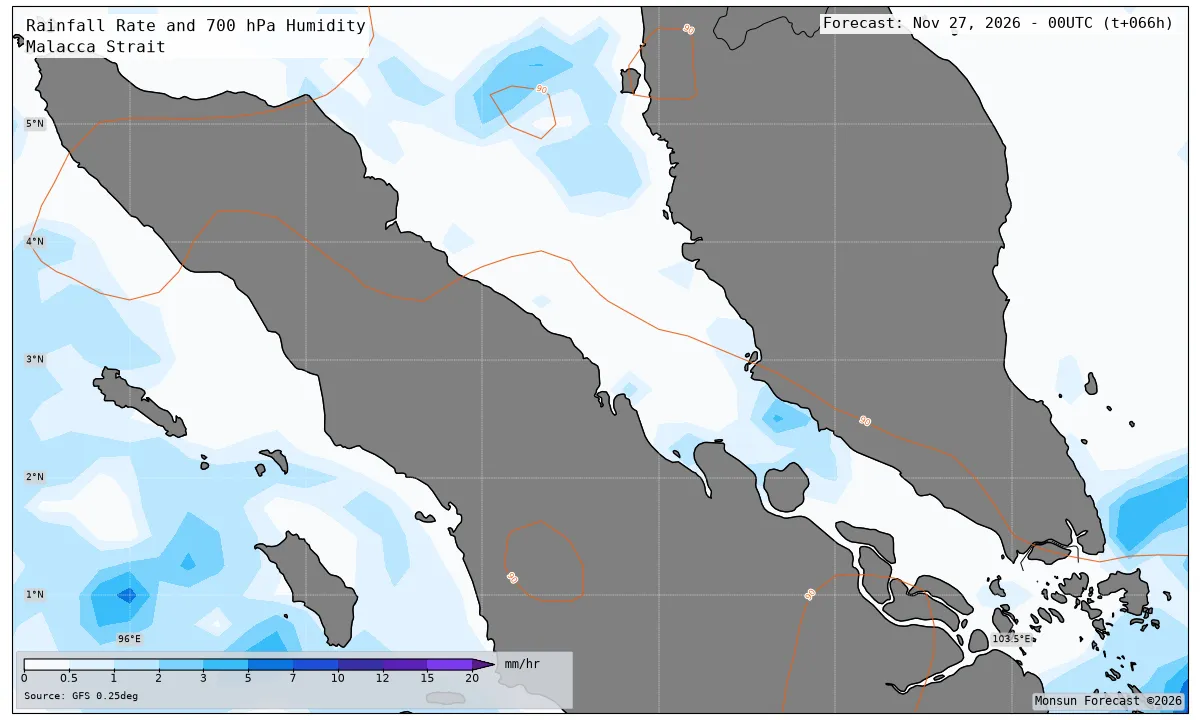 Rainfall Rate and 700 hPa Humidity
Malacca Strait
Forecast: Nov 27, 2026 - 00UTC (t+066h)
90
90
5°N
4°N
3°N
90
2°N
90
1°N
90
96°E
103.5°E
mm/hr
0 0.5 1 2 3 5 7 10 12 15 20
Source: GFS 0.25deg
Monsun Forecast ©2026